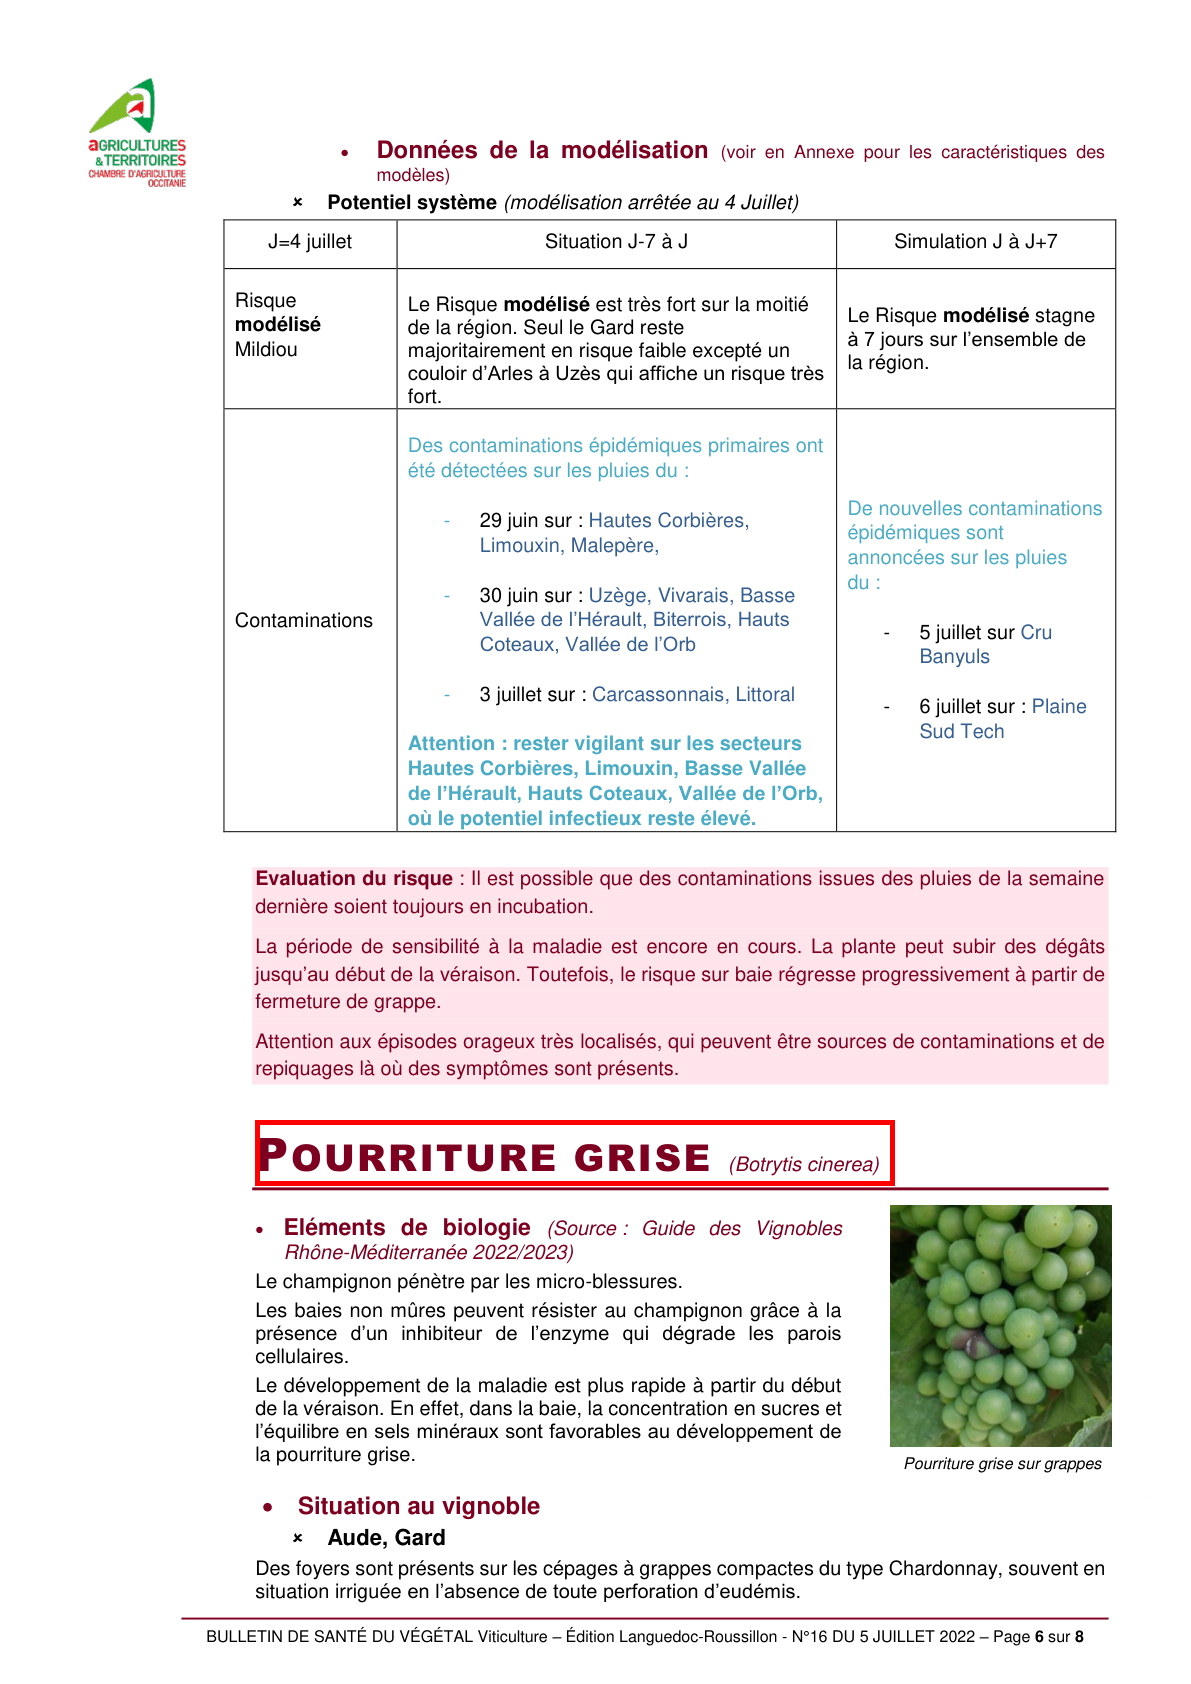 aGRICULTURES
& TERRITOIRES
CHAMBRE D'AGRICULTURE
OCCITANIE
• Données de la modélisation (voir en Annexe pour les caractéristiques des
modèles)
× Potentiel système (modélisation arrêtée au 4 Juillet)
J=4 juillet
Situation J-7 à J
Simulation J à J+7
Risque
modélisé
Mildiou
Le Risque modélisé est très fort sur la moitié
de la région. Seul le Gard reste
majoritairement en risque faible excepté un
couloir d'Arles à Uzès qui affiche un risque très
fort.
Le Risque modélisé stagne
à 7 jours sur l'ensemble de
la région.
Contaminations
Des contaminations épidémiques primaires ont
été détectées sur les pluies du :
- 29 juin sur : Hautes Corbières,
Limouxin, Malepère,
- 30 juin sur : Uzège, Vivarais, Basse
Vallée de l'Hérault, Biterrois, Hauts
Coteaux, Vallée de l'Orb
- 3 juillet sur : Carcassonnais, Littoral
Attention : rester vigilant sur les secteurs
Hautes Corbières, Limouxin, Basse Vallée
de l'Hérault, Hauts Coteaux, Vallée de l'Orb,
où le potentiel infectieux reste élevé.
De nouvelles contaminations
épidémiques sont
annoncées sur les pluies
du :
- 5 juillet sur Cru
Banyuls
- 6 juillet sur : Plaine
Sud Tech
Evaluation du risque : Il est possible que des contaminations issues des pluies de la semaine
dernière soient toujours en incubation.
La période de sensibilité à la maladie est encore en cours. La plante peut subir des dégâts
jusqu'au début de la véraison. Toutefois, le risque sur baie régresse progressivement à partir de
fermeture de grappe.
Attention aux épisodes orageux très localisés, qui peuvent être sources de contaminations et de
repiquages là où des symptômes sont présents.
POURRITURE GRISE (Botrytis cinerea)
• Eléments de biologie (Source : Guide des Vignobles
Rhône-Méditerranée 2022/2023)
Le champignon pénètre par les micro-blessures.
Les baies non mûres peuvent résister au champignon grâce à la
présence d'un inhibiteur de l'enzyme qui dégrade les parois
cellulaires.
Le développement de la maladie est plus rapide à partir du début
de la véraison. En effet, dans la baie, la concentration en sucres et
l'équilibre en sels minéraux sont favorables au développement de
la pourriture grise.
Pourriture grise sur grappes
• Situation au vignoble
× Aude, Gard
Des foyers sont présents sur les cépages à grappes compactes du type Chardonnay, souvent en
situation irriguée en l'absence de toute perforation d'eudémis.
BULLETIN DE SANTÉ DU VÉGÉTAL Viticulture – Édition Languedoc-Roussillon - N°16 DU 5 JUILLET 2022 – Page 6 sur 8